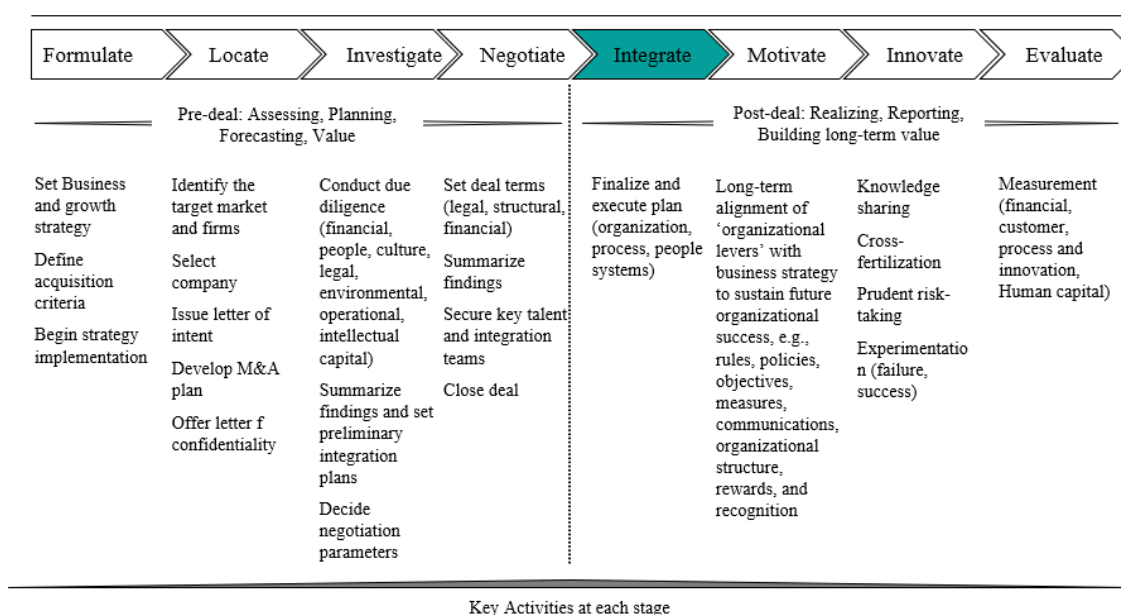 Formulate
Locate
Investigate
Negotiate
Integrate
Motivate
Innovate
Evaluate
Pre-deal: Assessing, Planning,
Forecasting, Value
Post-deal: Realizing, Reporting,
Building long-term value
Set Business
and growth
strategy
Define
acquisition
criteria
Begin strategy
implementation
Identify the
target market
and firms
Select
company
Issue letter of
intent
Develop M&A
plan
Offer letter f
confidentiality
Conduct due
diligence
(financial,
people, culture,
legal,
environmental,
operational,
intellectual
capital)
Summarize
findings and set
preliminary
integration
plans
Decide
negotiation
parameters
Set deal terms
(legal, structural,
financial)
Summarize
findings
Secure key talent
and integration
teams
Close deal
Finalize and
execute plan
(organization,
process, people
systems)
Long-term
alignment of
‘organizational
levers’ with
business strategy
to sustain future
organizational
success, e.g.,
rules, policies,
objectives,
measures,
communications,
organizational
structure,
rewards, and
recognition
Knowledge
sharing
Cross-
fertilization
Prudent risk-
taking
Experimentatio
n (failure,
success)
Measurement
(financial,
customer,
process and
innovation,
Human capital)
Key Activities at each stage